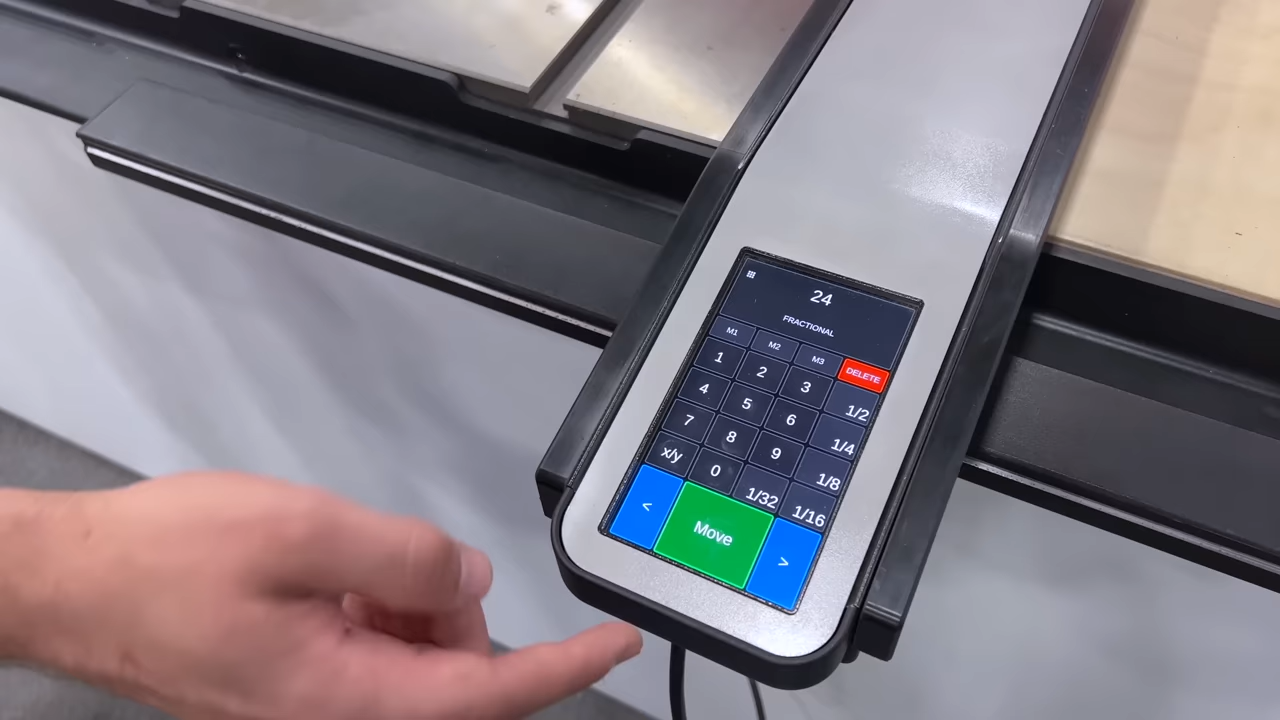 24
FRACTIONAL
M1 M2 M3 DELETE
1 2 3 1/2
4 5 6 1/4
7 8 9 1/8
x/y 0 1/32 1/16
< Move >